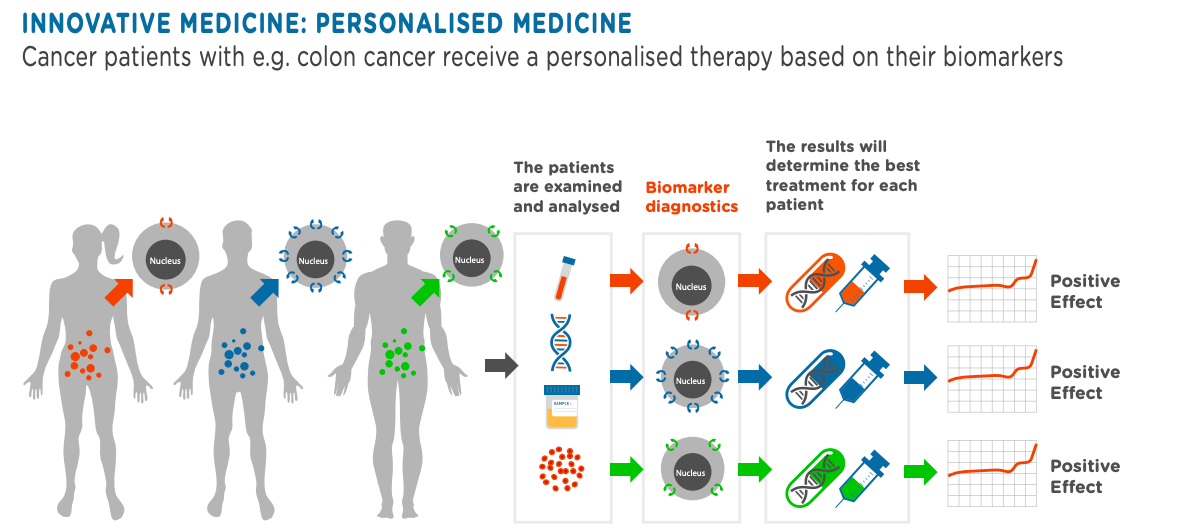 INNOVATIVE MEDICINE: PERSONALISED MEDICINE
Cancer patients with e.g. colon cancer receive a personalised therapy based on their biomarkers
The patients
are examined
and analysed
Biomarker
diagnostics
The results will
determine the best
treatment for each
patient
Nucleus
Nucleus
Nucleus
SAMPLE:
Nucleus
Nucleus
Nucleus
Positive
Effect
Positive
Effect
Positive
Effect